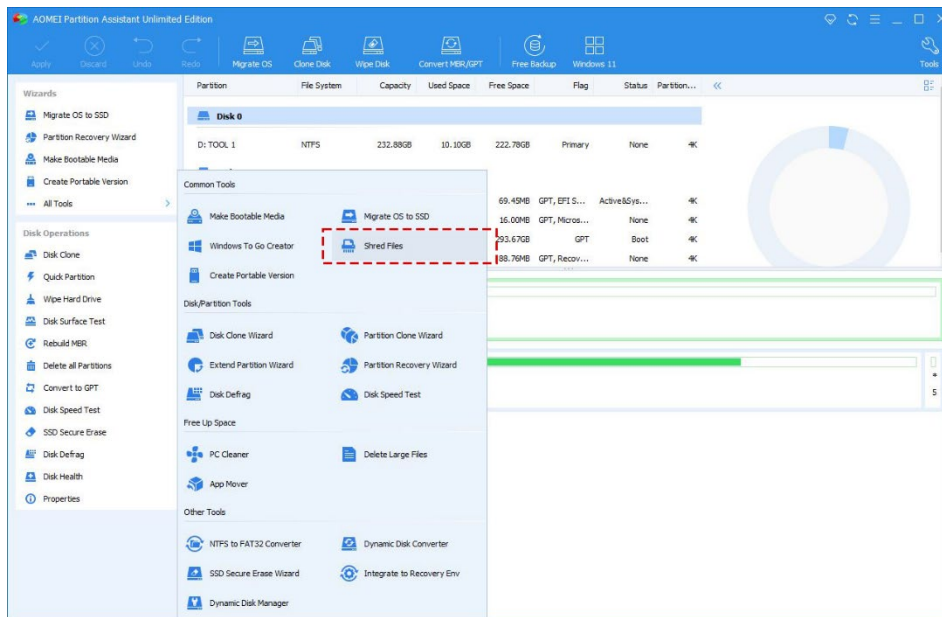 AOMEI Partition Assistant Unlimited Edition
Apply Discard Undo Redo Migrate OS Clone Disk Wipe Disk Convert MBR/GPT Free Backup Windows 11 Tools
Wizards
Migrate OS to SSD
Partition Recovery Wizard
Make Bootable Media
Create Portable Version
All Tools
Disk Operations
Disk Clone
Quick Partition
Wipe Hard Drive
Disk Surface Test
Rebuild MBR
Delete all Partitions
Convert to GPT
Disk Speed Test
SSD Secure Erase
Disk Defrag
Disk Health
Properties
Partition File System Capacity Used Space Free Space Flag Status Partition...
Disk 0
D: TOOL 1 NTFS 232.88GB 10.10GB 222.78GB Primary None 4K
69.45MB GPT, EFI S... Active&Sys... 4K
16.00MB GPT, Micros... None 4K
293.67GB GPT Boot 4K
88.76MB GPT, Recov... None 4K
Common Tools
Make Bootable Media Migrate OS to SSD
Windows To Go Creator Shred Files
Create Portable Version
Disk/Partition Tools
Disk Clone Wizard Partition Clone Wizard
Extend Partition Wizard Partition Recovery Wizard
Disk Defrag Disk Speed Test
Free Up Space
PC Cleaner Delete Large Files
App Mover
Other Tools
NTFS to FAT32 Converter Dynamic Disk Converter
SSD Secure Erase Wizard Integrate to Recovery Env
Dynamic Disk Manager
5